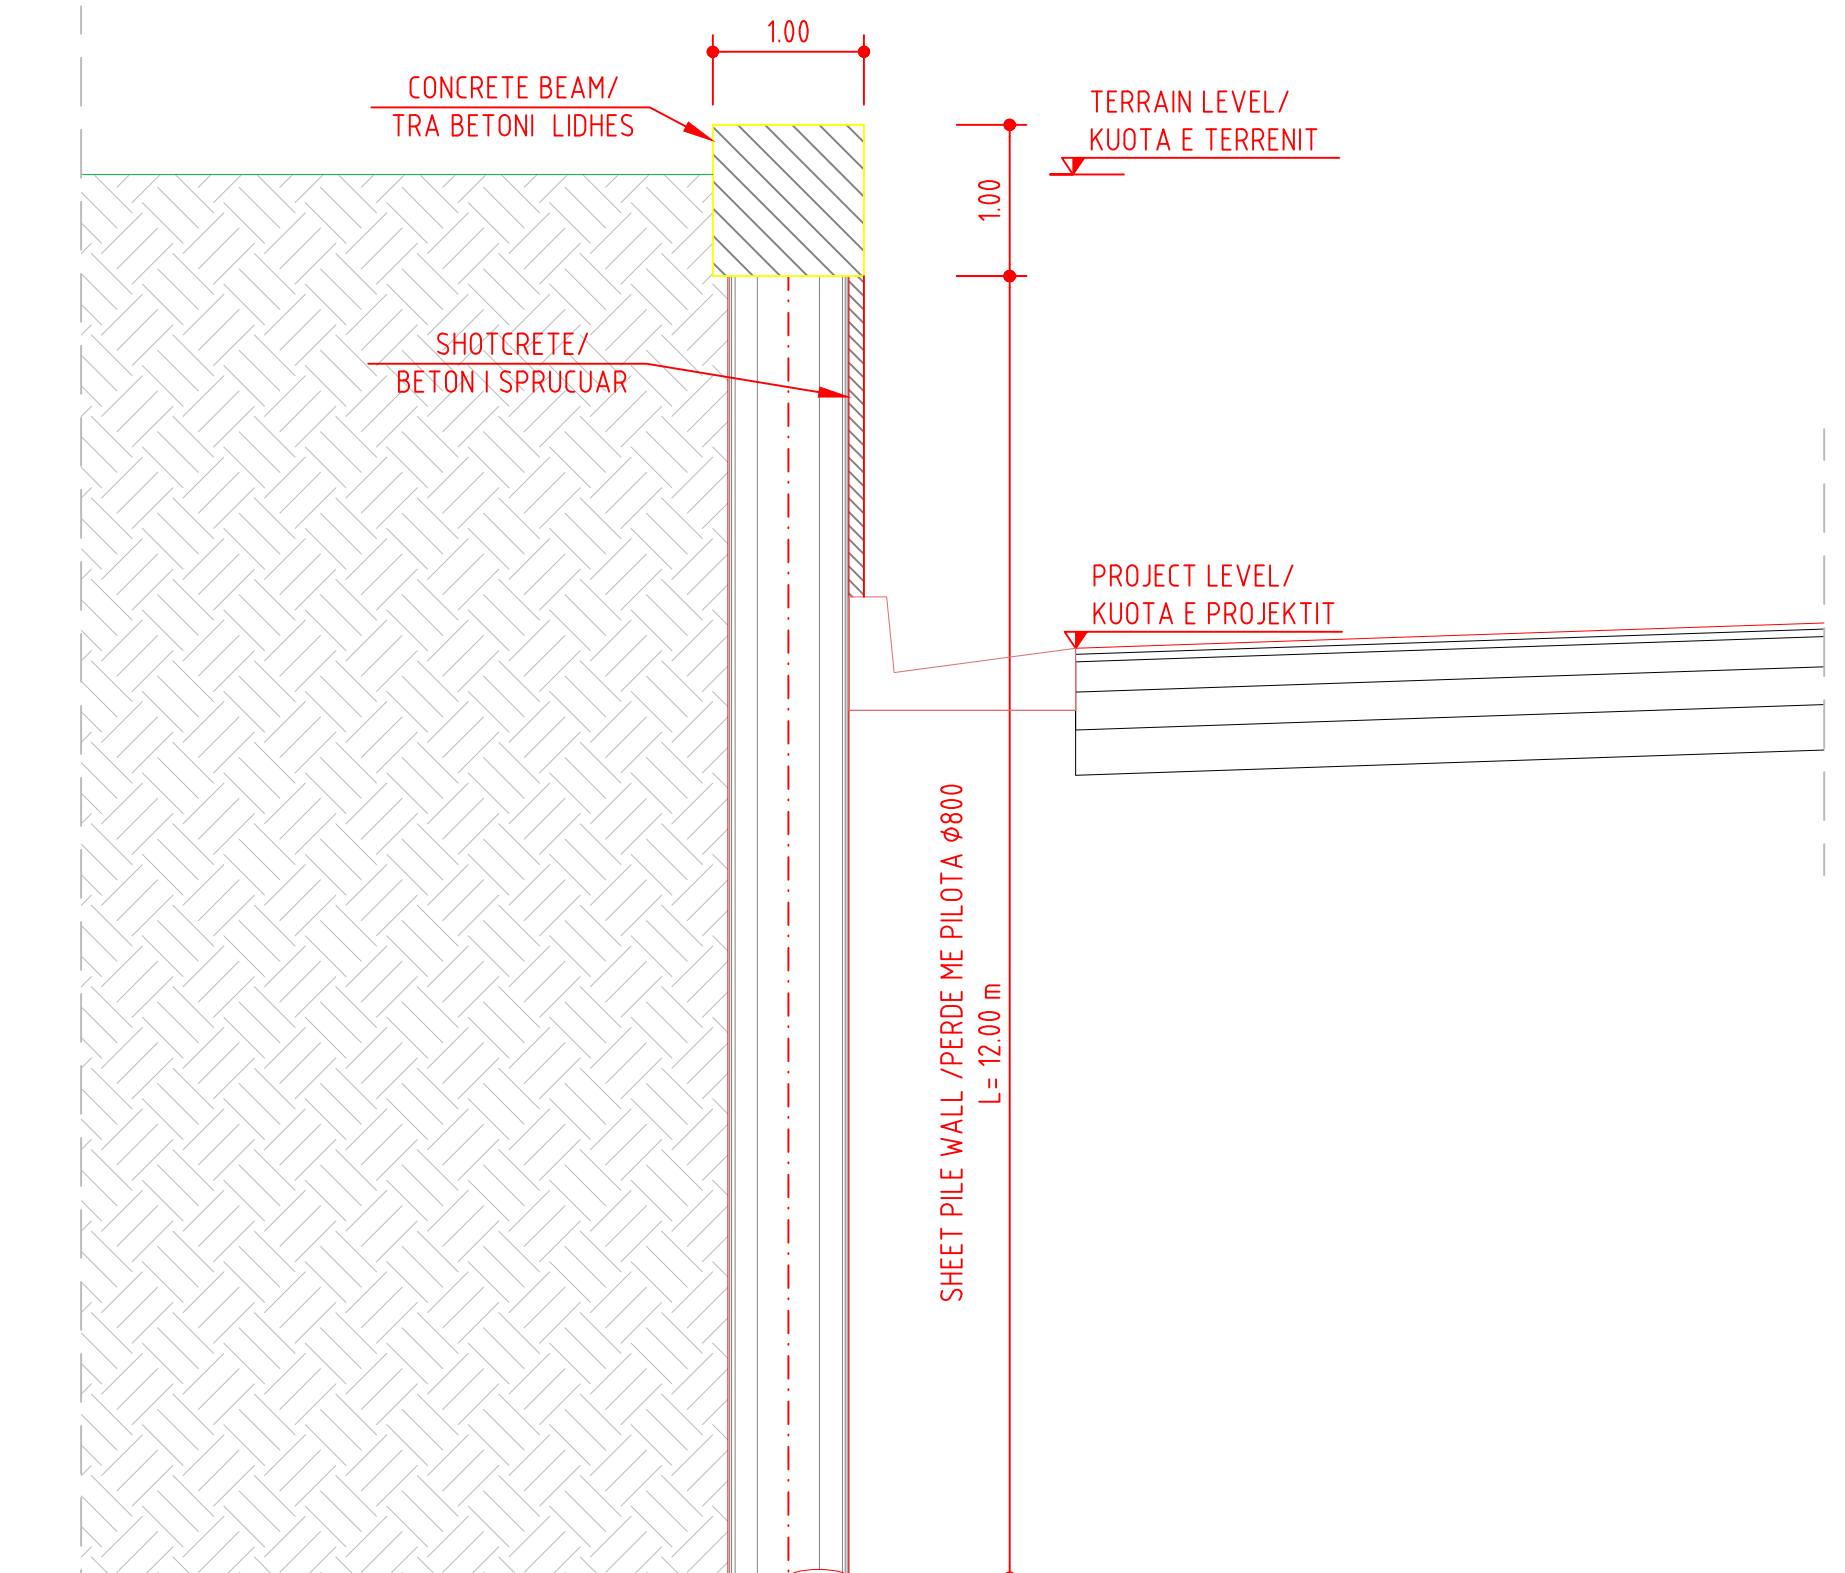 1.00
CONCRETE BEAM/
TRA BETONI LIDHES
TERRAIN LEVEL/
KUOTA E TERRENIT
1.00
SHOTCRETE/
BETON I SPRUCUAR
PROJECT LEVEL/
KUOTA E PROJEKTIT
SHEET PILE WALL /PERDE ME PILOTA ϕ800
L= 12.00 m